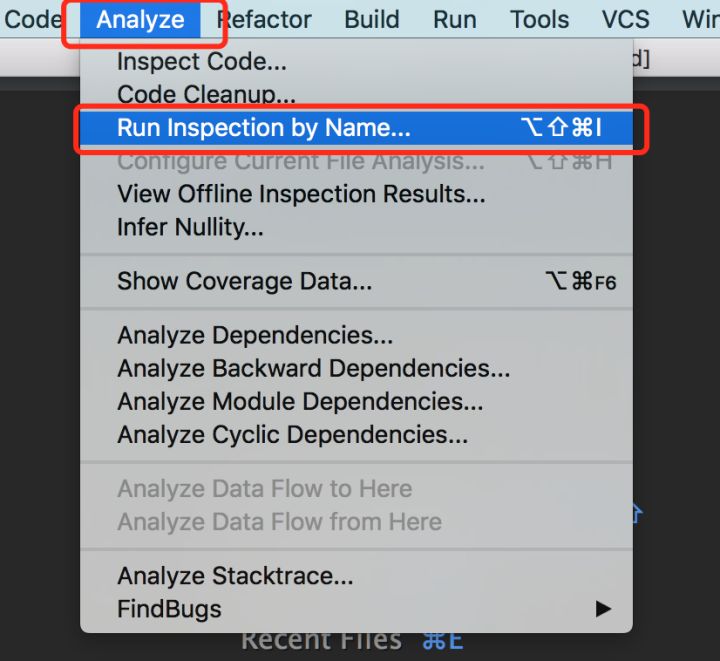 Code Analyze Refactor Build Run Tools VCS Win
d]
Inspect Code...
Code Cleanup...
Run Inspection by Name... ⌥⇧⌘I
Configure Current File Analysis... ⌥⇧⌘H
View Offline Inspection Results...
Infer Nullity...
Show Coverage Data... ⌥⌘F6
Analyze Dependencies...
Analyze Backward Dependencies...
Analyze Module Dependencies...
Analyze Cyclic Dependencies...
Analyze Data Flow to Here
⇧
Analyze Data Flow from Here
Analyze Stacktrace...
FindBugs ▶
Recent Files ⌘E